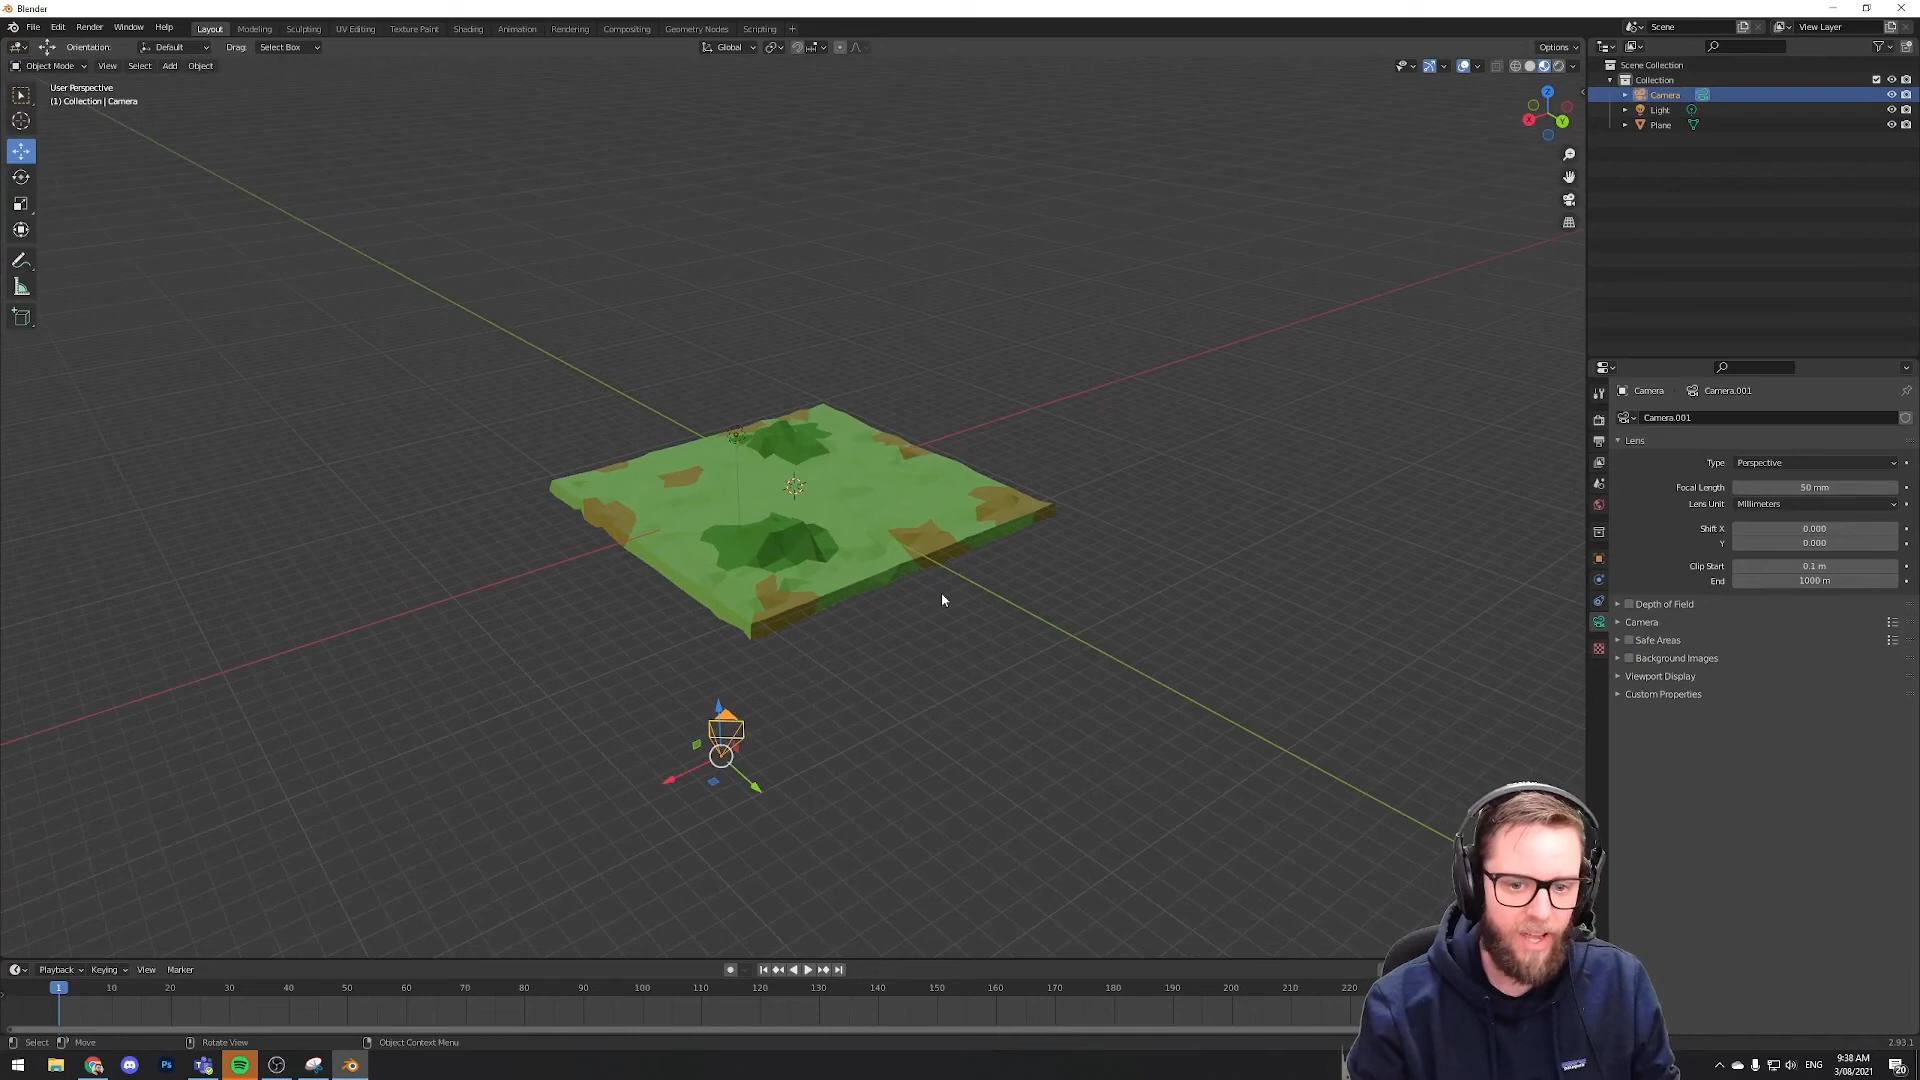 Blender
File Edit Render Window Help
Layout Modeling Sculpting UV Editing Texture Paint Shading Animation Rendering Compositing Geometry Nodes Scripting +
Scene View Layer
Orientation: Default Drag: Select Box
Global
Options
Object Mode View Select Add Object
User Perspective
(1) Collection | Camera
Z
X
Y
Scene Collection
Collection
Camera
Light
Plane
Camera Camera.001
Camera.001
Lens
Type Perspective
Focal Length 50 mm
Lens Unit Millimeters
Shift X 0.000
Y 0.000
Clip Start 0.1 m
End 1000 m
Depth of Field
Camera
Safe Areas
Background Images
Viewport Display
Custom Properties
Playback Keying View Marker
1 10 20 30 40 50 60 70 80 90 100 110 120 130 140 150 160 170 180 190 200 210 220
Select Move Rotate View Object Context Menu
2.93.1
Ps
ENG
9:38 AM
3/08/2021
20